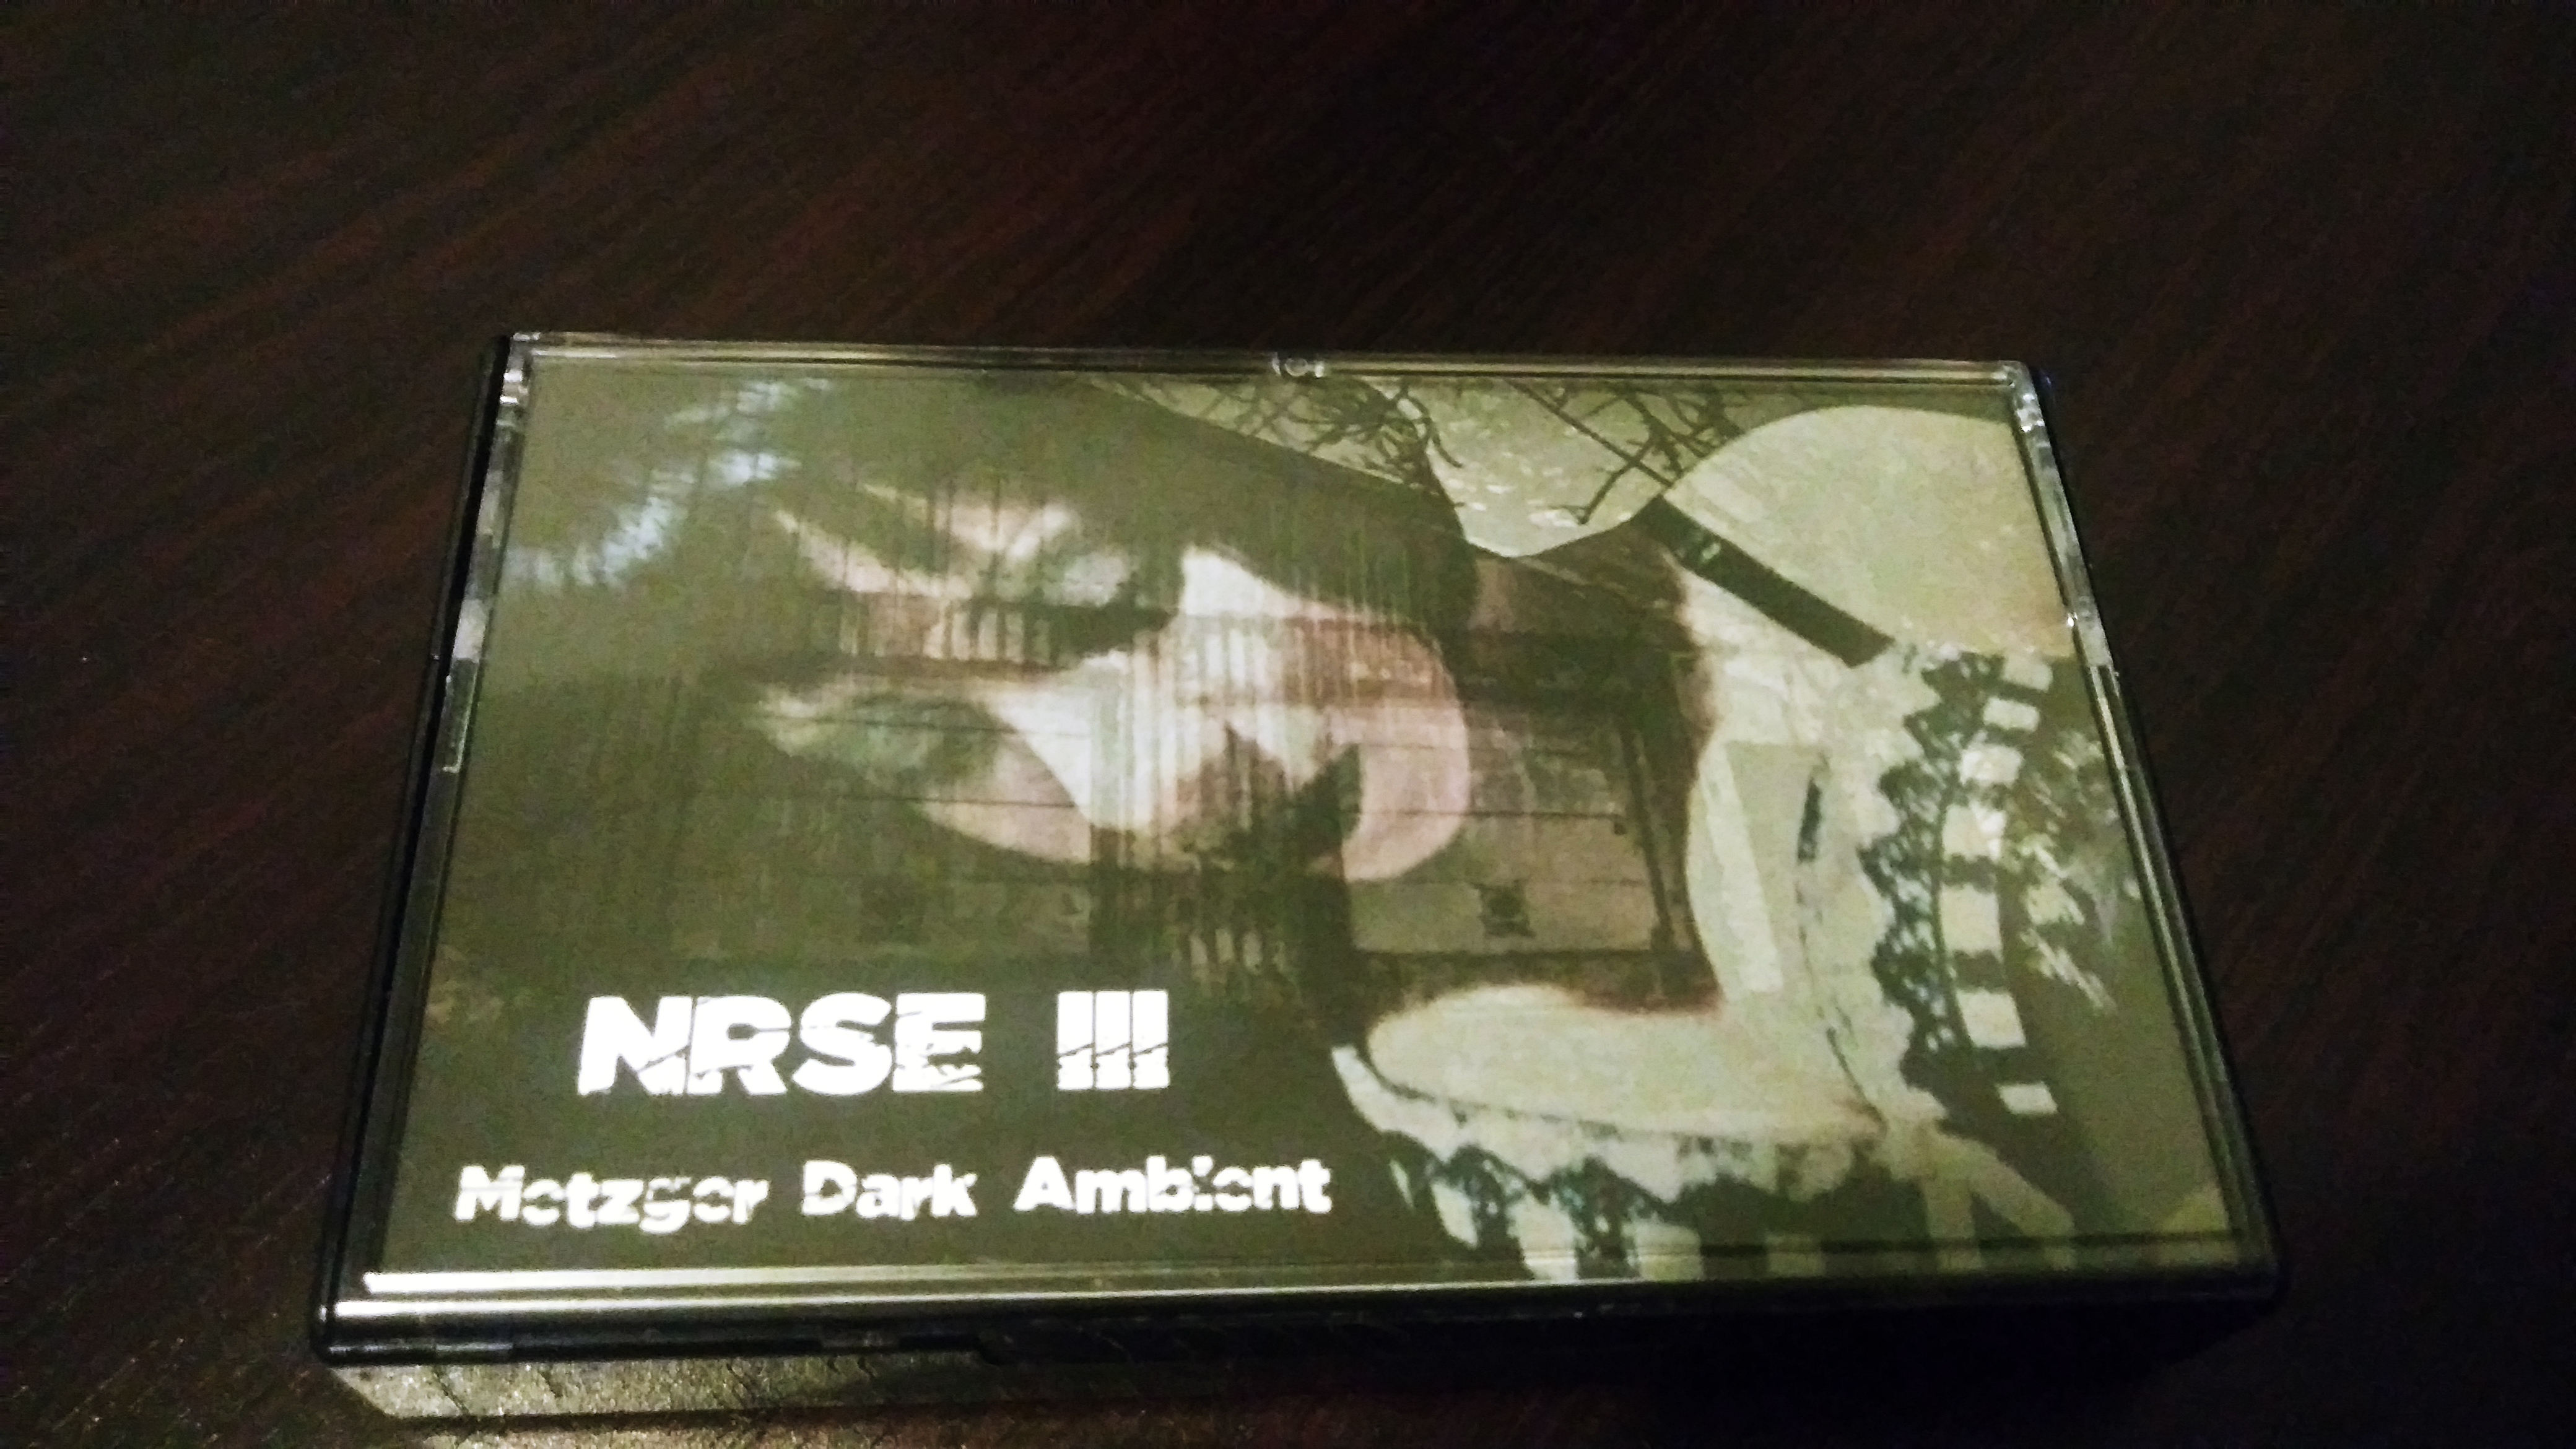 NRSE III
Metzger Dark Ambient